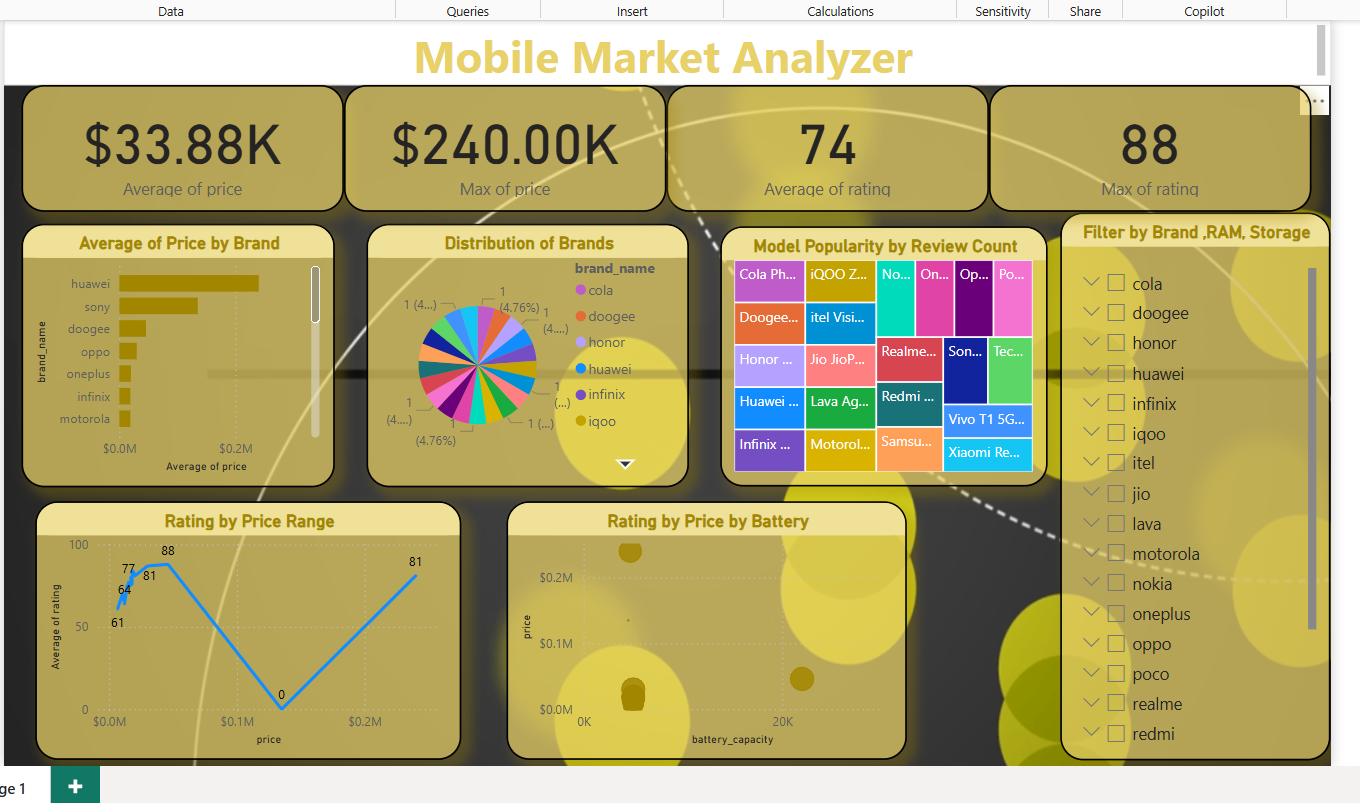 Data Queries Insert Calculations Sensitivity Share Copilot
Mobile Market Analyzer
$33.88K
Average of price
$240.00K
Max of price
74
Average of rating
88
Max of rating
Average of Price by Brand
brand_name
huawei
sony
doogee
oppo
oneplus
infinix
motorola
$0.0M $0.2M
Average of price
Distribution of Brands
1 (4...)
1
(4.76%)
1
(4....)
1
(...)
1 (...)
1
(4.76%)
1
(4....)
brand_name
cola
doogee
honor
huawei
infinix
iqoo
Model Popularity by Review Count
Cola Ph...
Doogee...
Honor ...
Huawei ...
Infinix ...
iQOO Z...
itel Visi...
Jio JioP...
Lava Ag...
Motorol...
No...
On...
Op...
Po...
Realme...
Redmi ...
Samsu...
Son...
Tec...
Vivo T1 5G...
Xiaomi Re...
Filter by Brand ,RAM, Storage
cola
doogee
honor
huawei
infinix
iqoo
itel
jio
lava
motorola
nokia
oneplus
oppo
poco
realme
redmi
Rating by Price Range
Average of rating
100
50
0
88
77
81
64
61
0
81
$0.0M $0.1M $0.2M
price
Rating by Price by Battery
price
$0.2M
$0.1M
$0.0M
0K 20K
battery_capacity
ge 1